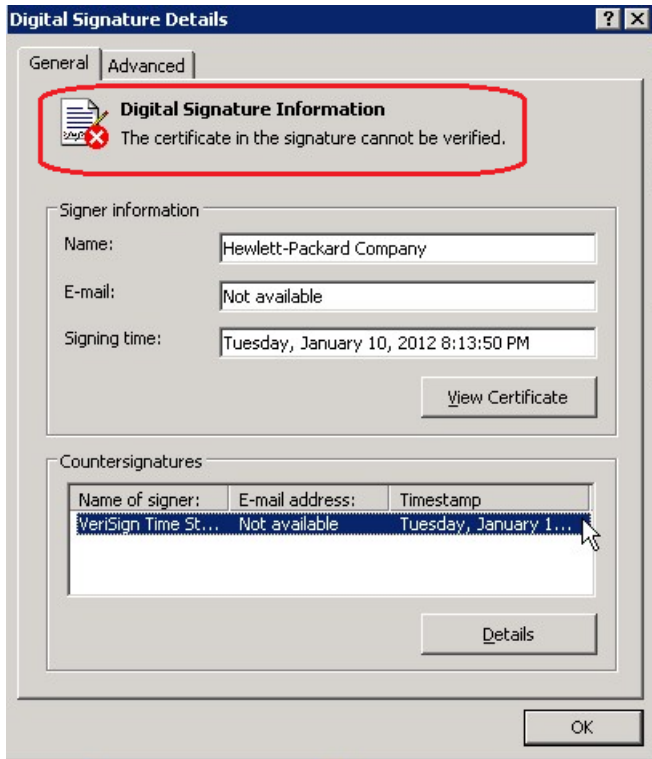 Digital Signature Details
General Advanced
Digital Signature Information
The certificate in the signature cannot be verified.
Signer information
Name: Hewlett-Packard Company
E-mail: Not available
Signing time: Tuesday, January 10, 2012 8:13:50 PM
View Certificate
Countersignatures
Name of signer: E-mail address: Timestamp
VeriSign Time St... Not available Tuesday, January 1...
Details
OK